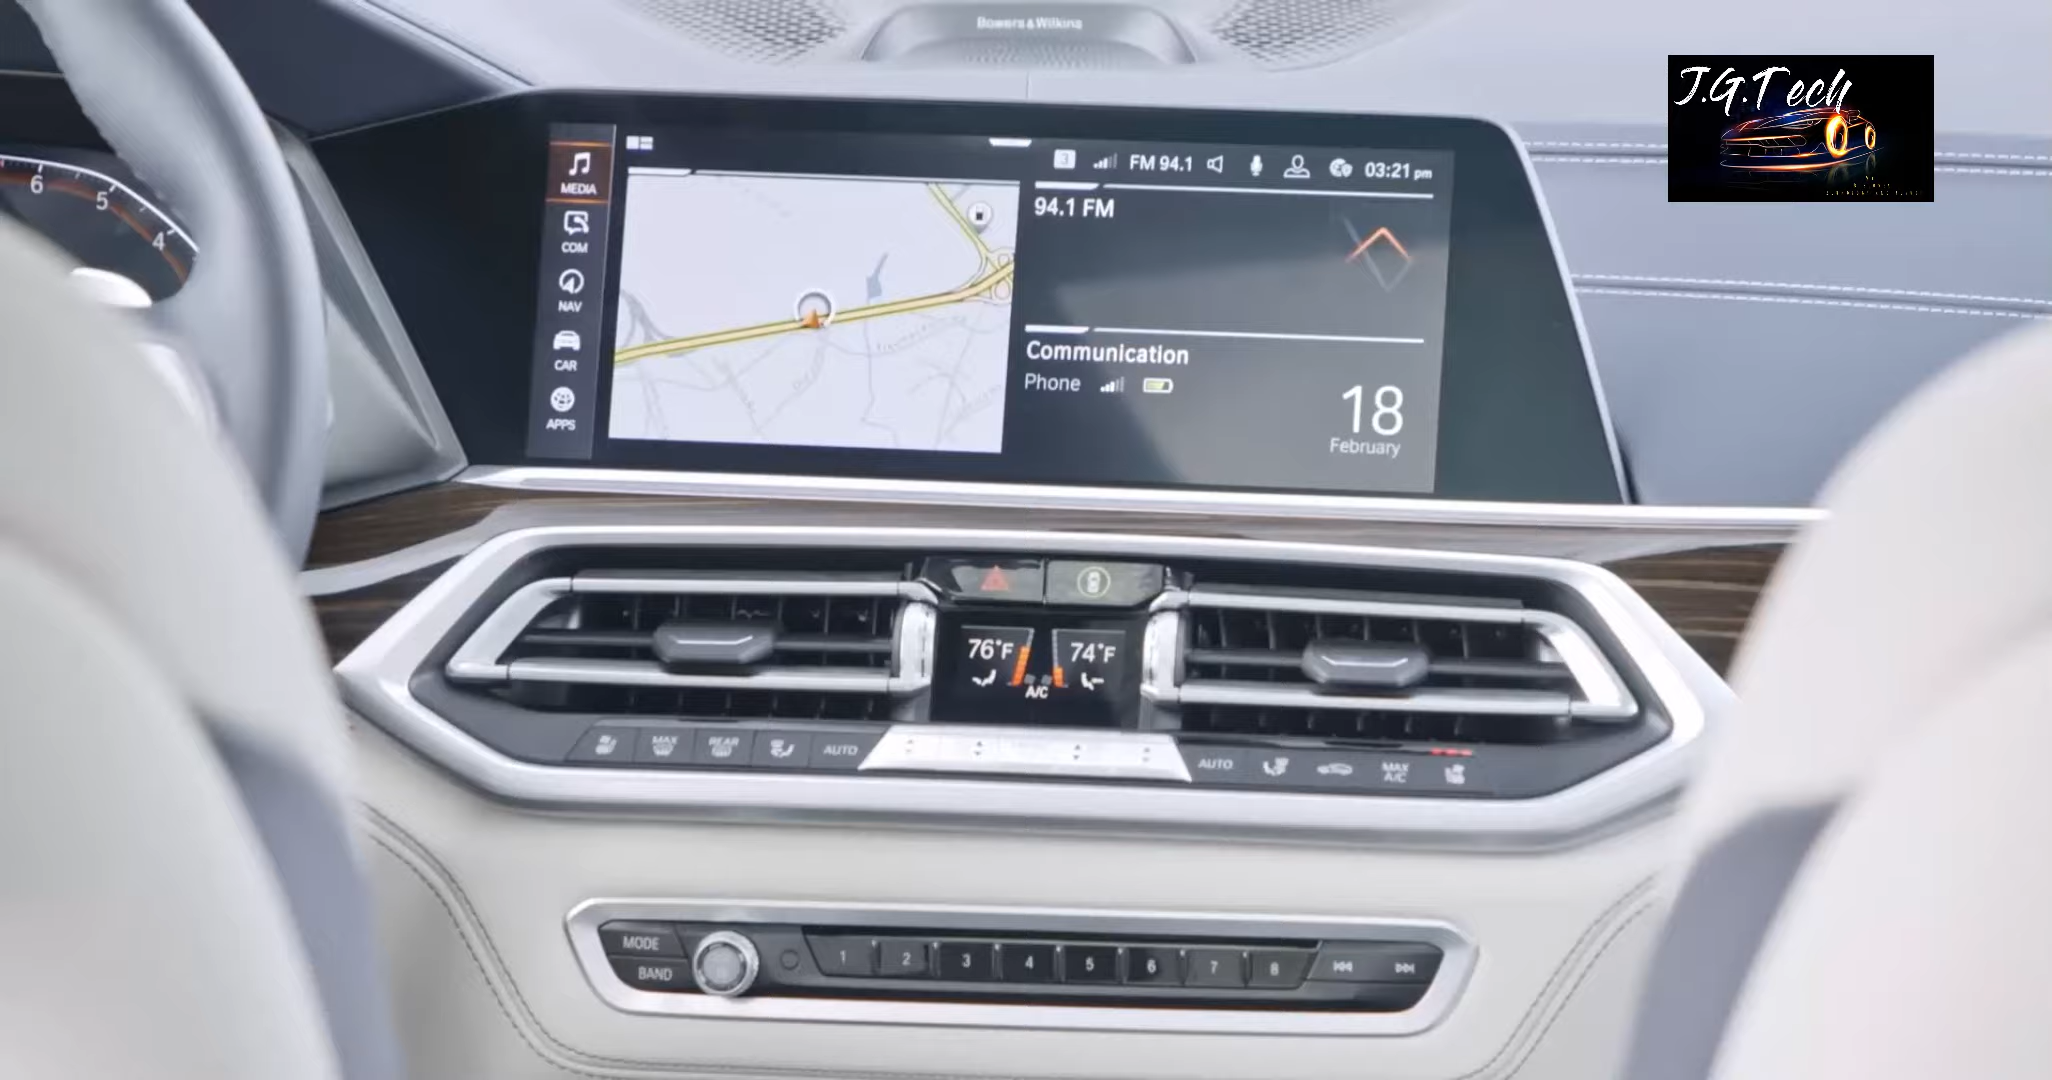 Bowers & Wilkins
J.G.Tech
6
5
4
MEDIA
COM
NAV
CAR
APPS
3 FM 94.1 03:21 pm
94.1 FM
Communication
Phone
18
February
76°F 74°F
A/C
MAX REAR AUTO
AUTO MAX A/C
MODE
BAND
1 2 3 4 5 6 7 8